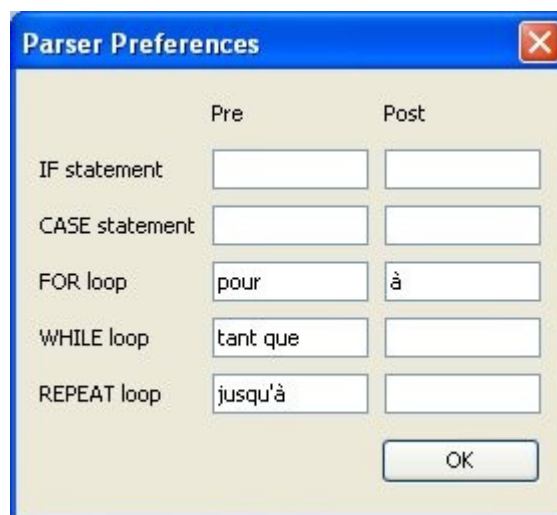 Parser Preferences
Pre Post
IF statement
CASE statement
FOR loop pour à
WHILE loop tant que
REPEAT loop jusqu'à
OK